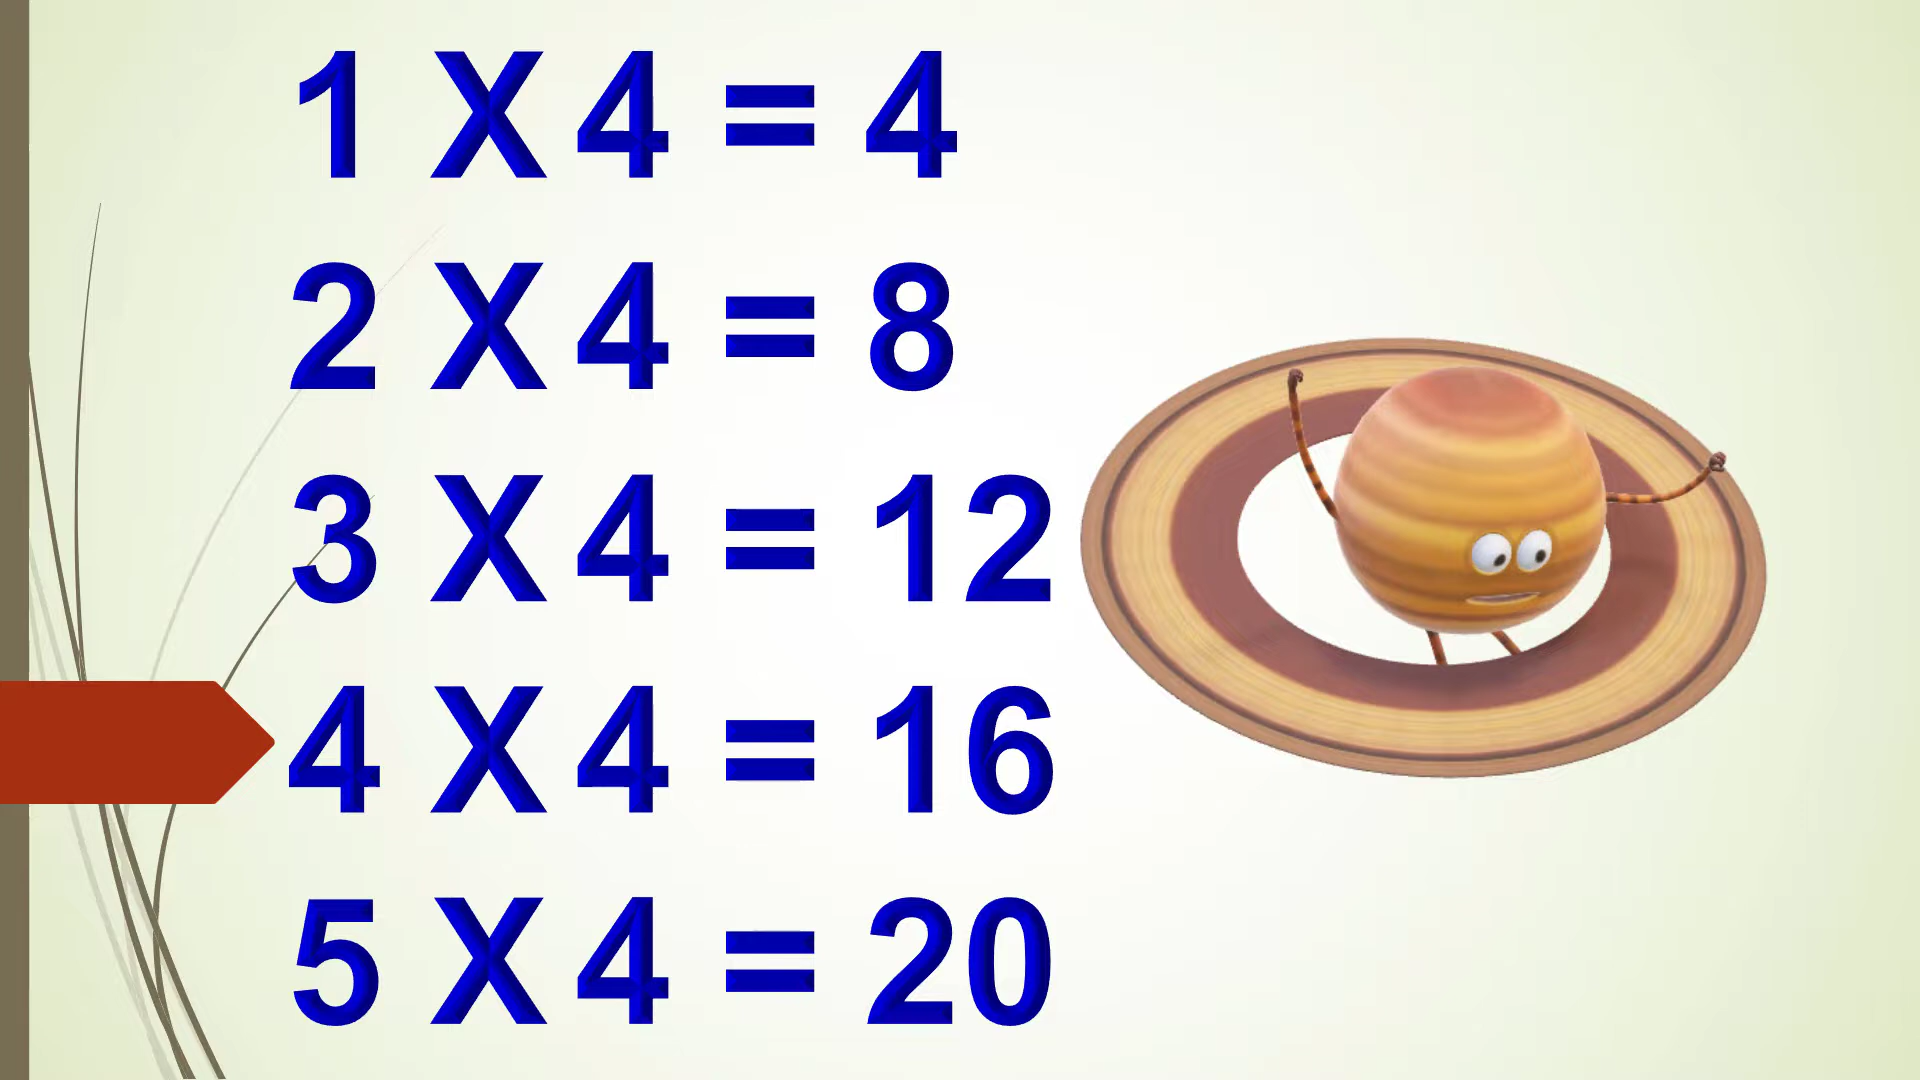 1 X 4 = 4
2 X 4 = 8
3 X 4 = 12
4 X 4 = 16
5 X 4 = 20